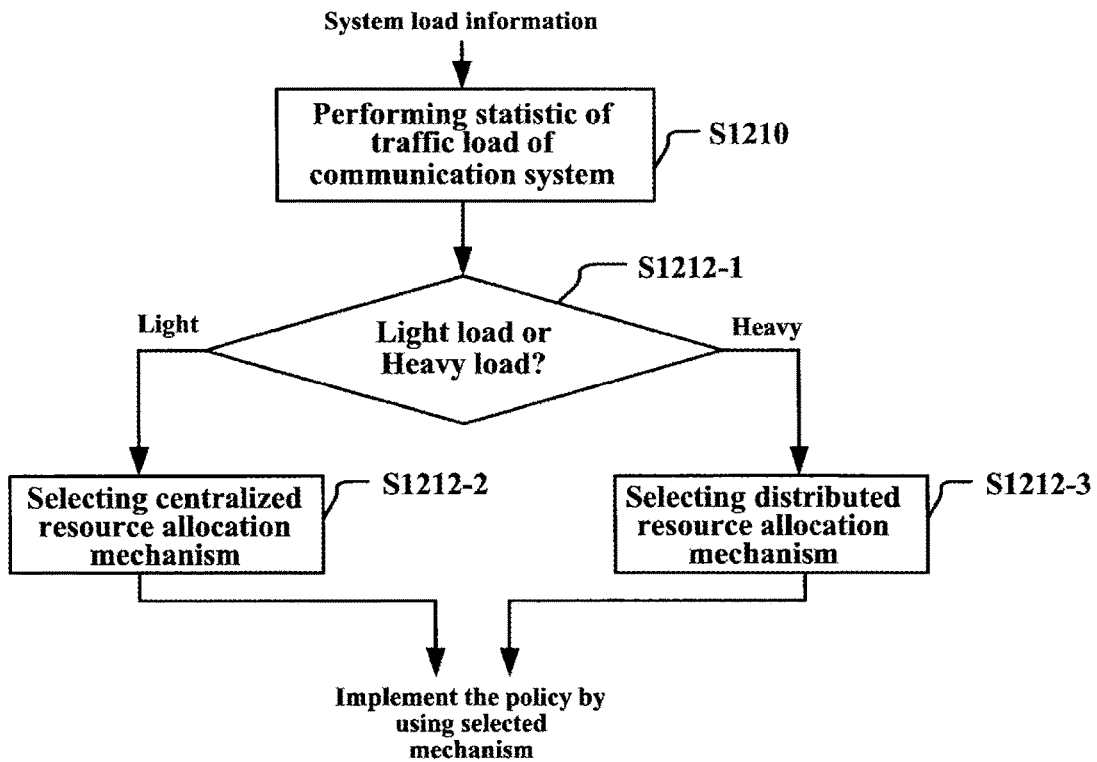 System load information
Performing statistic of
traffic load of
communication system
S1210
S1212-1
Light
Light load or
Heavy load?
Heavy
Selecting centralized
resource allocation
mechanism
S1212-2
Selecting distributed
resource allocation
mechanism
S1212-3
Implement the policy by
using selected
mechanism